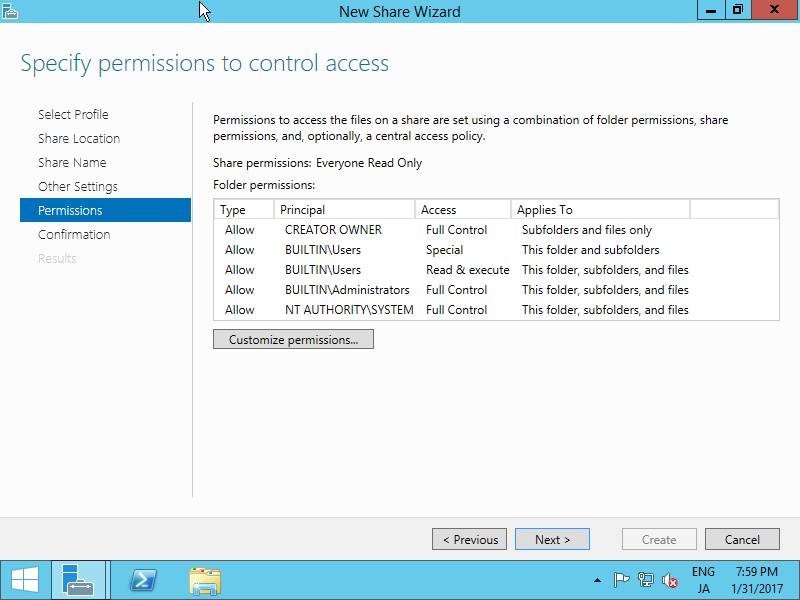 New Share Wizard
Specify permissions to control access
Select Profile
Share Location
Share Name
Other Settings
Permissions
Confirmation
Results
Permissions to access the files on a share are set using a combination of folder permissions, share
permissions, and, optionally, a central access policy.
Share permissions: Everyone Read Only
Folder permissions:
Type Principal Access Applies To
Allow CREATOR OWNER Full Control Subfolders and files only
Allow BUILTIN\Users Special This folder and subfolders
Allow BUILTIN\Users Read & execute This folder, subfolders, and files
Allow BUILTIN\Administrators Full Control This folder, subfolders, and files
Allow NT AUTHORITY\SYSTEM Full Control This folder, subfolders, and files
Customize permissions...
< Previous Next > Create Cancel
ENG 7:59 PM
JA 1/31/2017